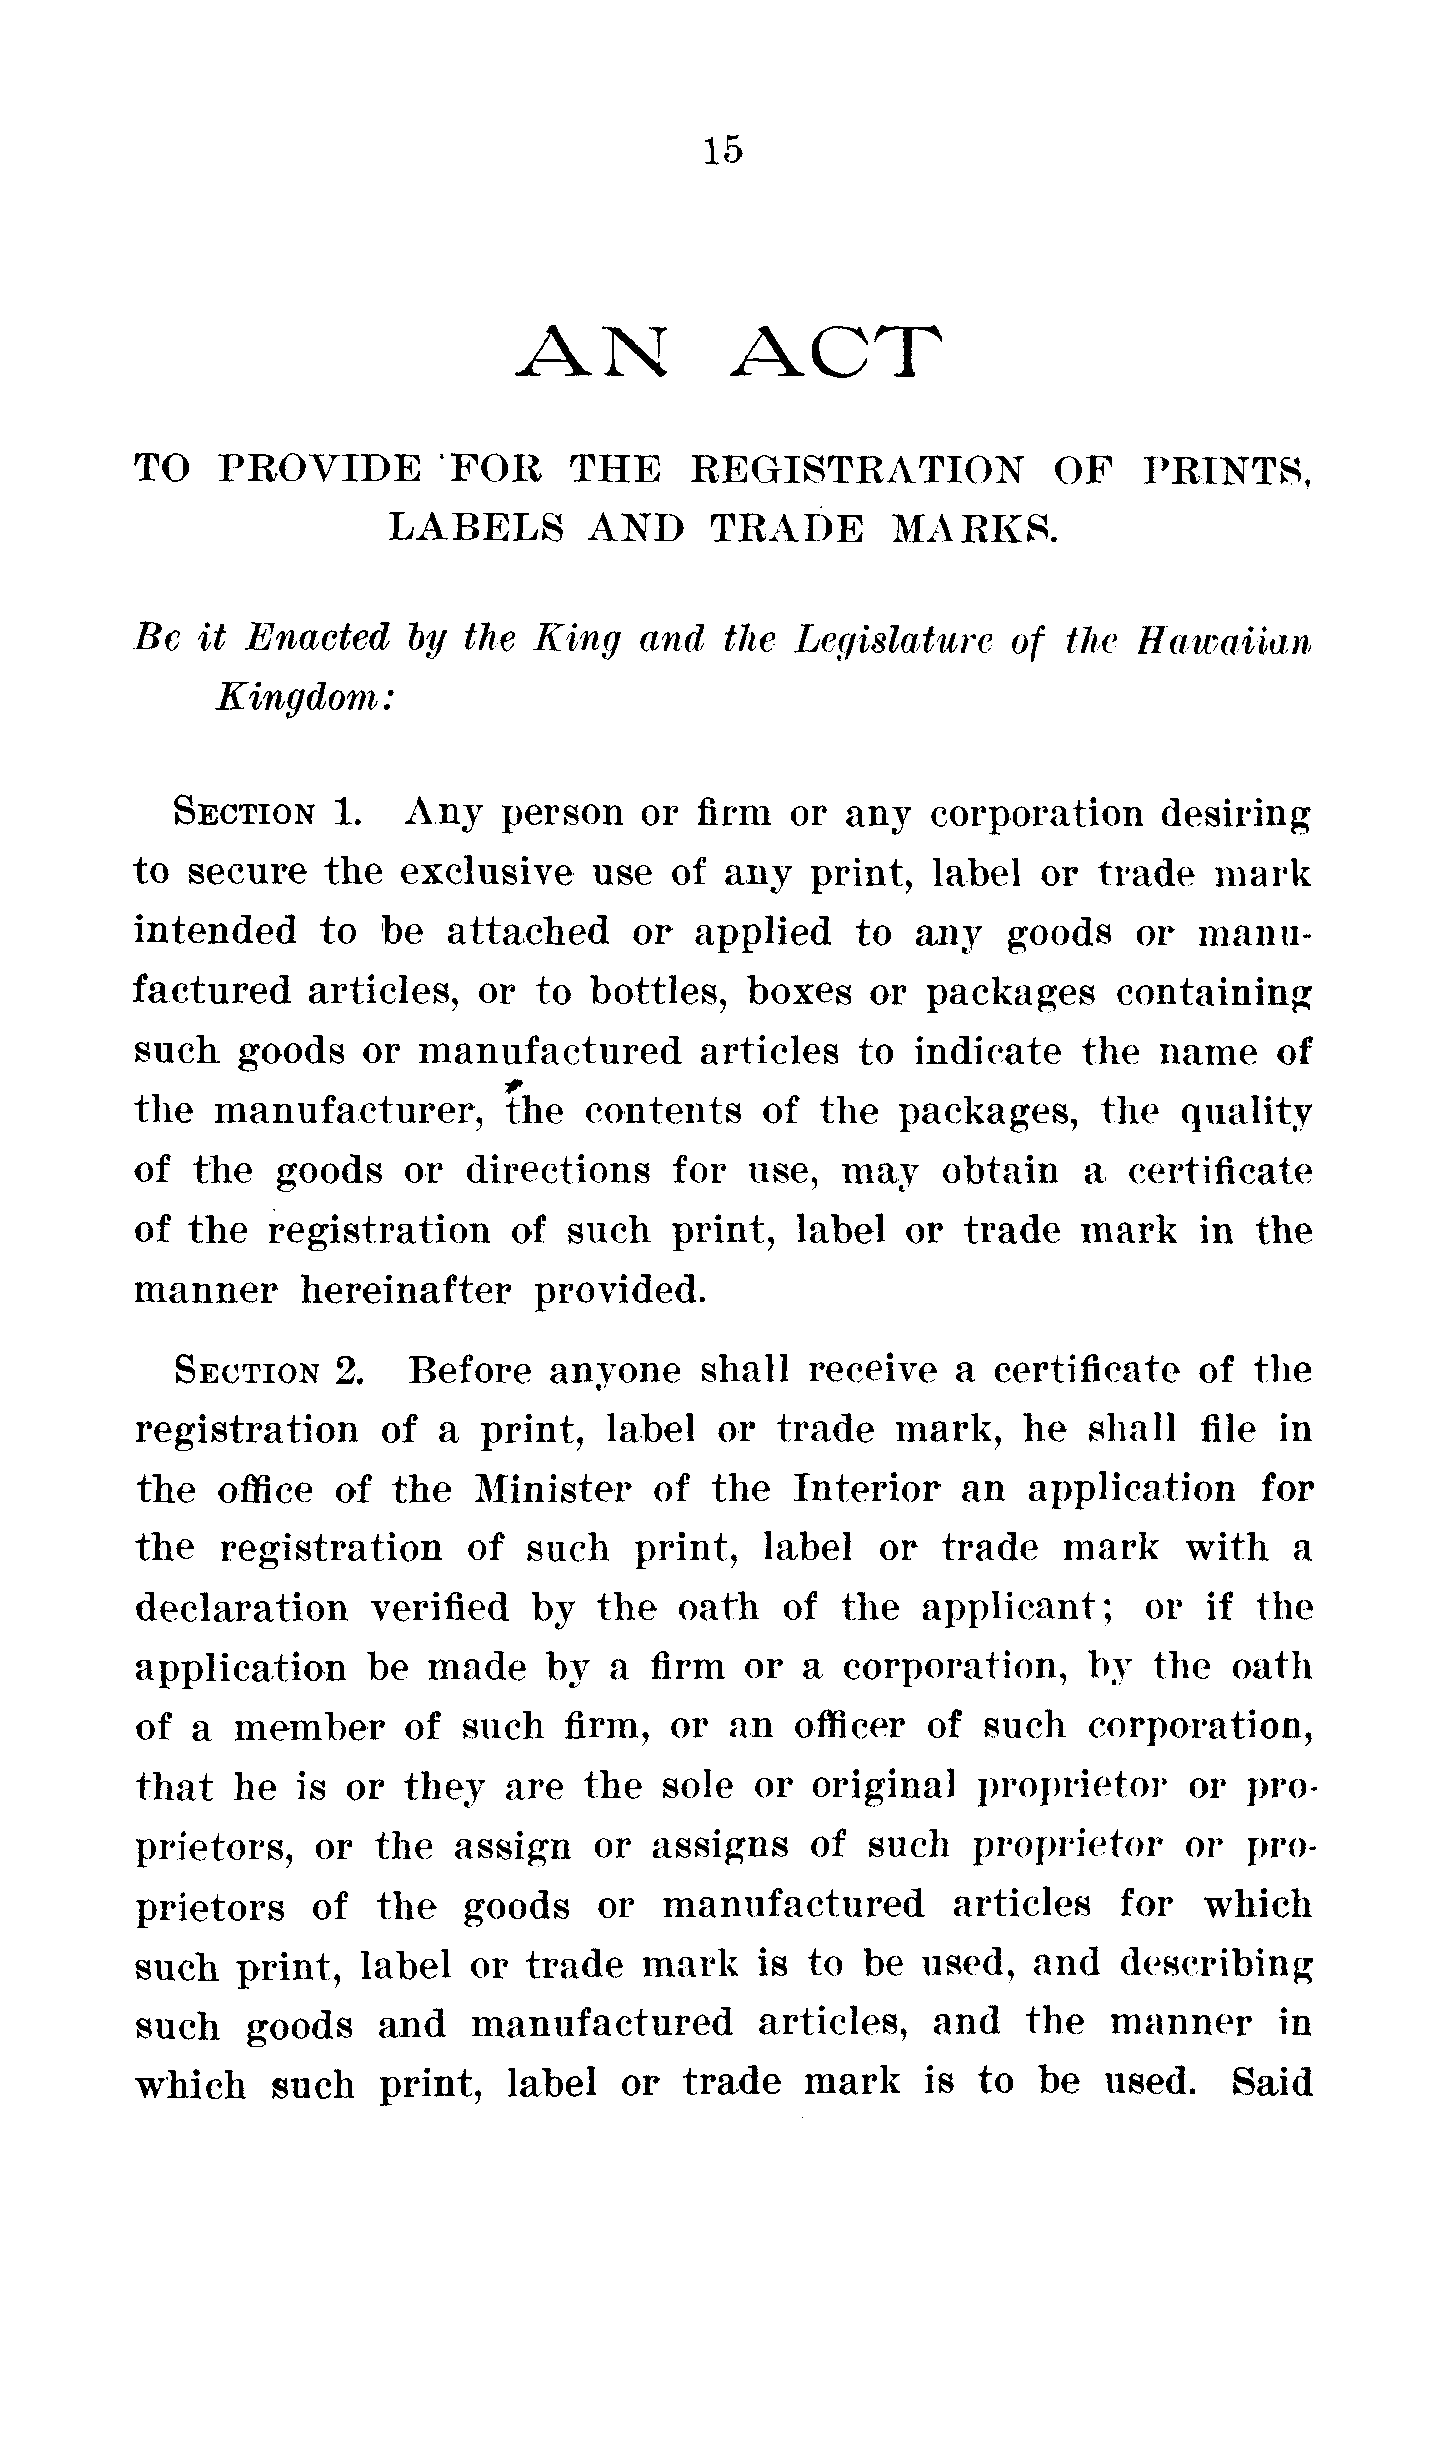 15
AN ACT
TO PROVIDE FOR THE REGISTRATION OF PRINTS,
LABELS AND TRADE MARKS.
Be it Enacted by the King and the Legislature of the Hawaiian
Kingdom:
SECTION 1. Any person or firm or any corporation desiring
to secure the exclusive use of any print, label or trade mark
intended to be attached or applied to any goods or manu-
factured articles, or to bottles, boxes or packages containing
such goods or manufactured articles to indicate the name of
the manufacturer, the contents of the packages, the quality
of the goods or directions for use, may obtain a certificate
of the registration of such print, label or trade mark in the
manner hereinafter provided.
SECTION 2. Before anyone shall receive a certificate of the
registration of a print, label or trade mark, he shall file in
the office of the Minister of the Interior an application for
the registration of such print, label or trade mark with a
declaration verified by the oath of the applicant; or if the
application be made by a firm or a corporation, by the oath
of a member of such firm, or an officer of such corporation,
that he is or they are the sole or original proprietor or pro-
prietors, or the assign or assigns of such proprietor or pro-
prietors of the goods or manufactured articles for which
such print, label or trade mark is to be used, and describing
such goods and manufactured articles, and the manner in
which such print, label or trade mark is to be used. Said